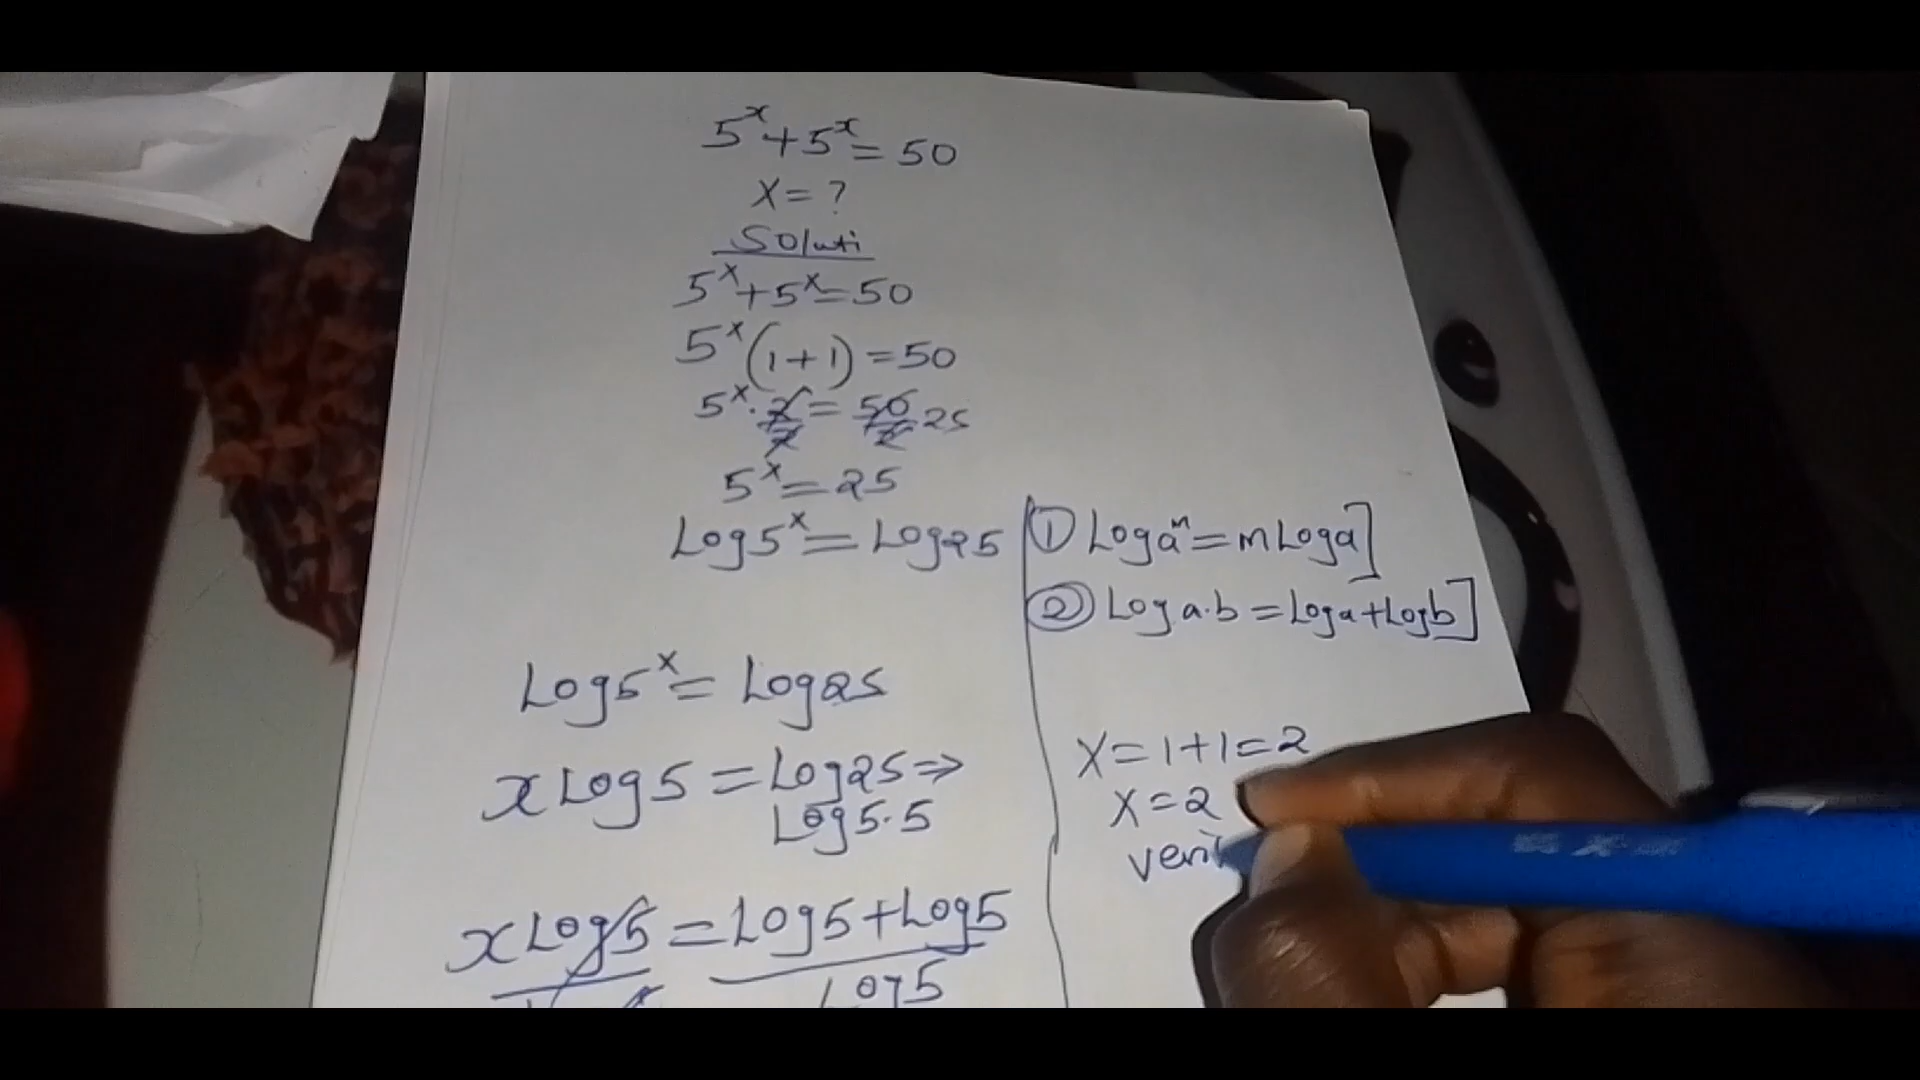 5^x+5^x=50
X=?
Soluti
5^x+5^x=50
5^x(1+1)=50
5^x·2/2=50/2 25
5^x=25
Log5^x=Log25
Log5^x=Log25
xLog5=Log25⇒
Log5·5
xLog5=Log5+Log5
Log5
① Loga^m=mLoga]
② Log a·b=Loga+Logb]
X=1+1=2
X=2
veri